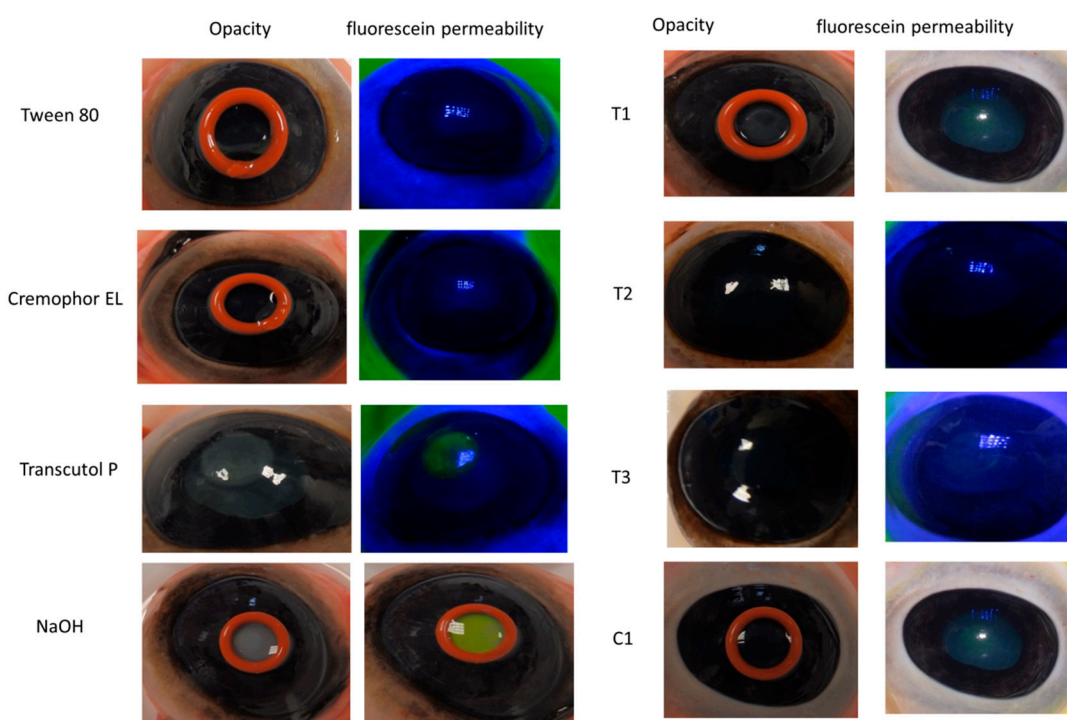 Opacity fluorescein permeability Opacity fluorescein permeability
Tween 80 T1
Cremophor EL T2
Transcutol P T3
NaOH C1